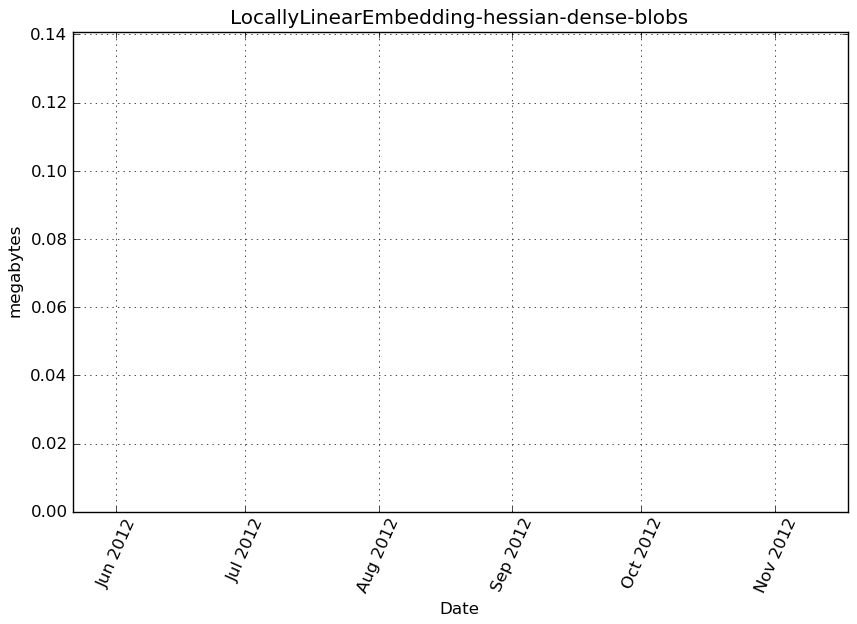 LocallyLinearEmbedding-hessian-dense-blobs
0.14
0.12
0.10
0.08
0.06
0.04
0.02
0.00
megabytes
Jun 2012
Jul 2012
Aug 2012
Sep 2012
Oct 2012
Nov 2012
Date